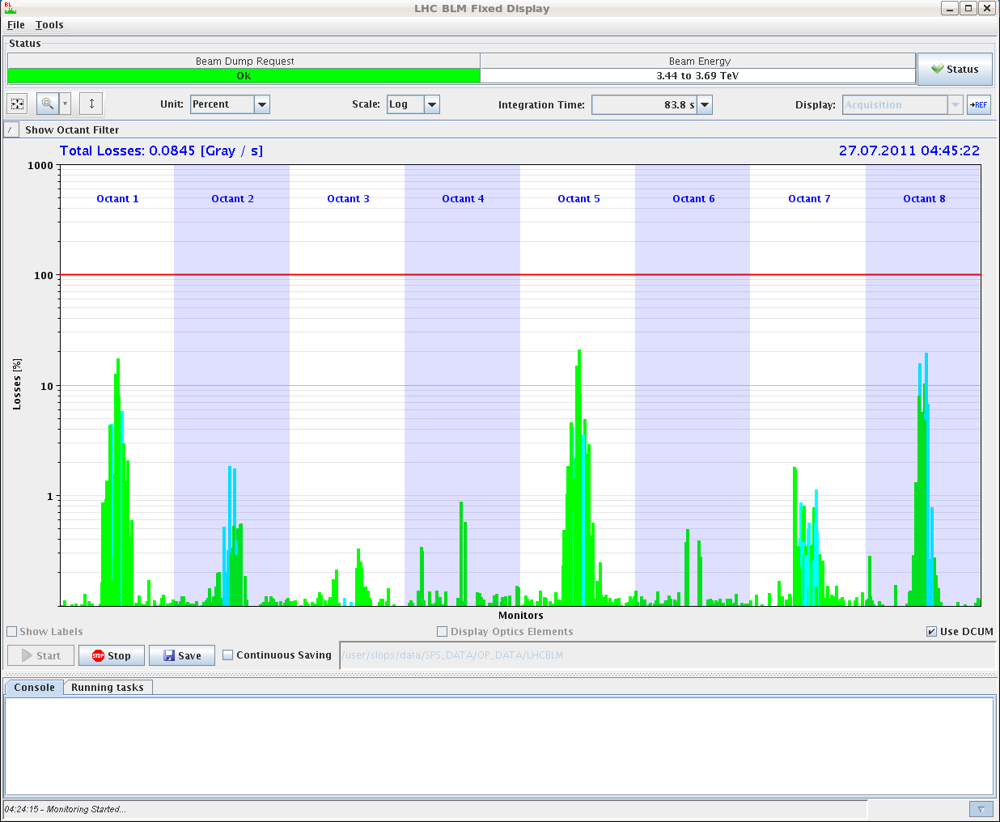 BL
LHC BLM Fixed Display
File Tools
Status
Beam Dump Request Beam Energy
Ok 3.44 to 3.69 TeV Status
Unit: Percent Scale: Log Integration Time: 83.8 s Display: Acquisition REF
Show Octant Filter
Total Losses: 0.0845 [Gray / s] 27.07.2011 04:45:22
1000
Octant 1 Octant 2 Octant 3 Octant 4 Octant 5 Octant 6 Octant 7 Octant 8
100
10
1
Losses [%]
Monitors
Show Labels Display Optics Elements Use DCUM
Start STOP Stop Save Continuous Saving /user/slops/data/SPS_DATA/OP_DATA/LHCBLM
Console Running tasks
04:24:15 - Monitoring Started...